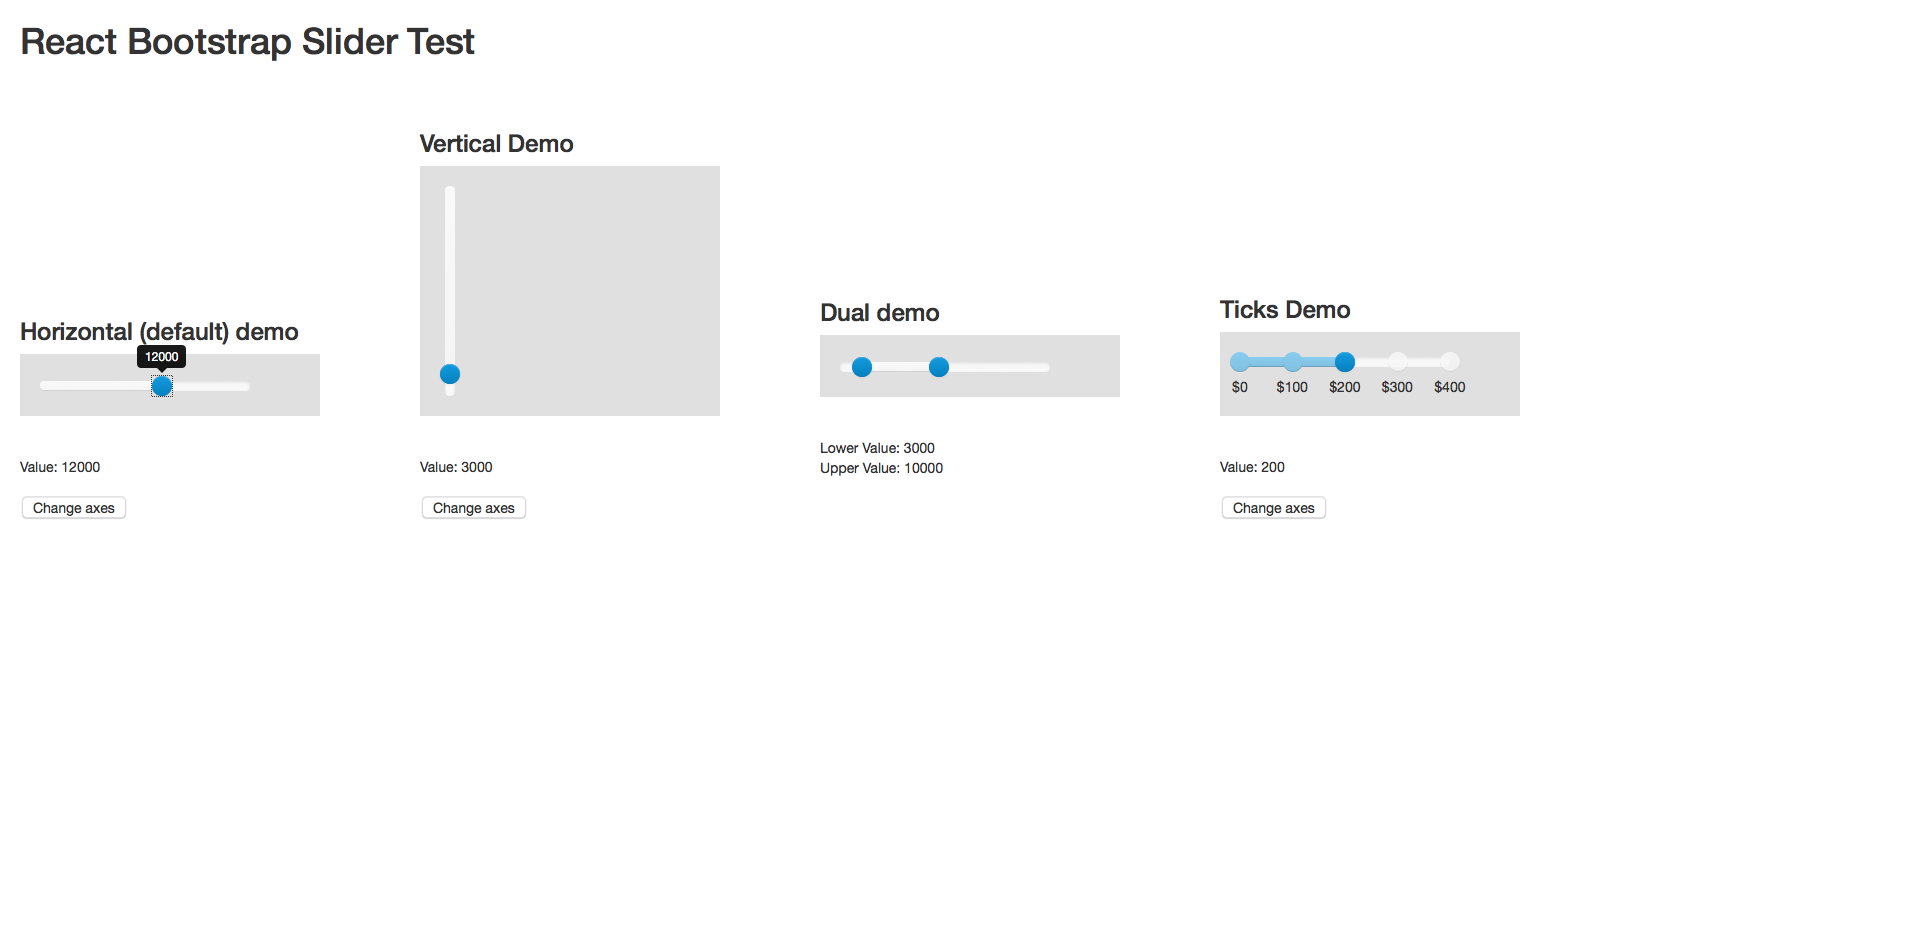 React Bootstrap Slider Test
Horizontal (default) demo
12000
Value: 12000
Change axes
Vertical Demo
Value: 3000
Change axes
Dual demo
Lower Value: 3000
Upper Value: 10000
Ticks Demo
$0 $100 $200 $300 $400
Value: 200
Change axes